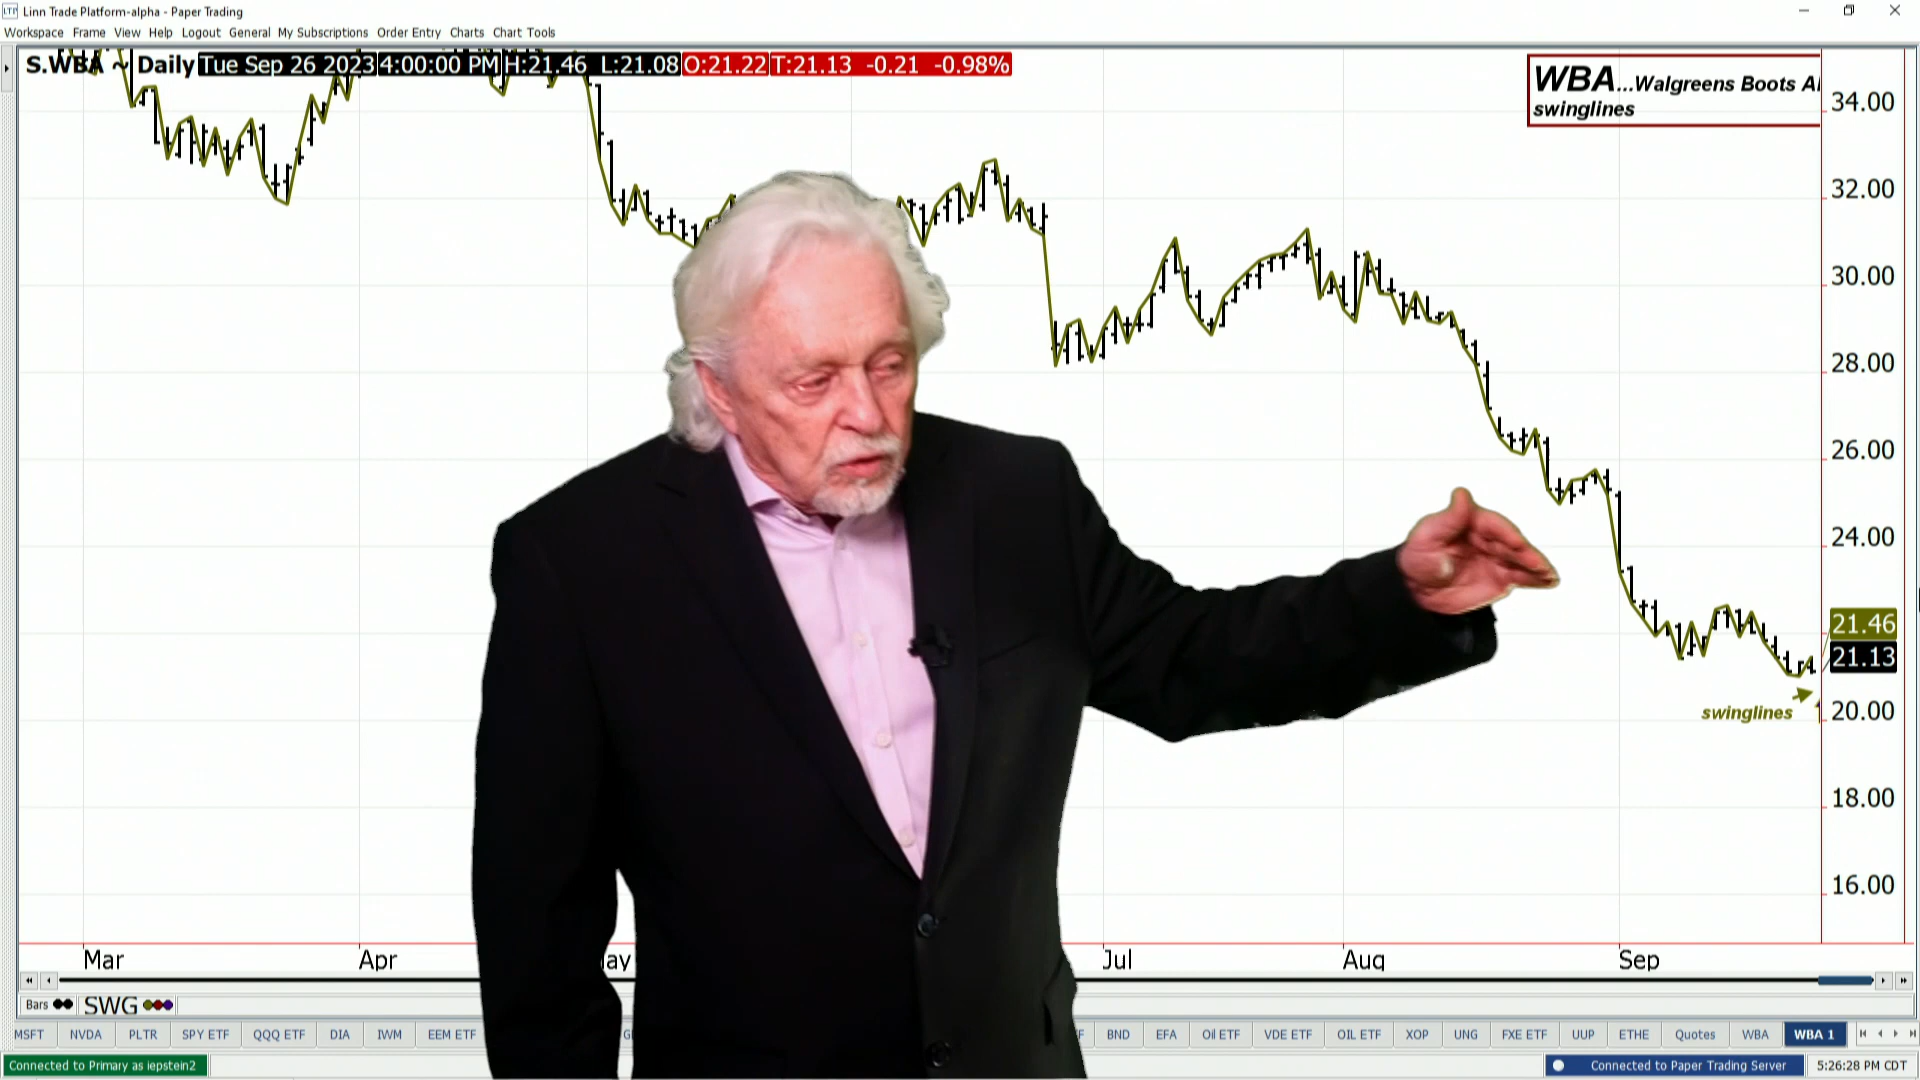 Linn Trade Platform-alpha - Paper Trading
Workspace Frame View Help Logout General My Subscriptions Order Entry Charts Chart Tools
S.WBA ~ Daily Tue Sep 26 2023 4:00:00 PM H:21.46 L:21.08 O:21.22 T:21.13 -0.21 -0.98%
WBA...Walgreens Boots Al
swinglines
34.00
32.00
30.00
28.00
26.00
24.00
21.46
21.13
swinglines
20.00
18.00
16.00
Mar Apr ay Jul Aug Sep
Bars SWG
MSFT NVDA PLTR SPY ETF QQQ ETF DIA IWM EEM ETF G F BND EFA Oil ETF VDE ETF OIL ETF XOP UNG FXE ETF UUP ETHE Quotes WBA WBA 1
Connected to Primary as iepstein2 Connected to Paper Trading Server 5:26:28 PM CDT